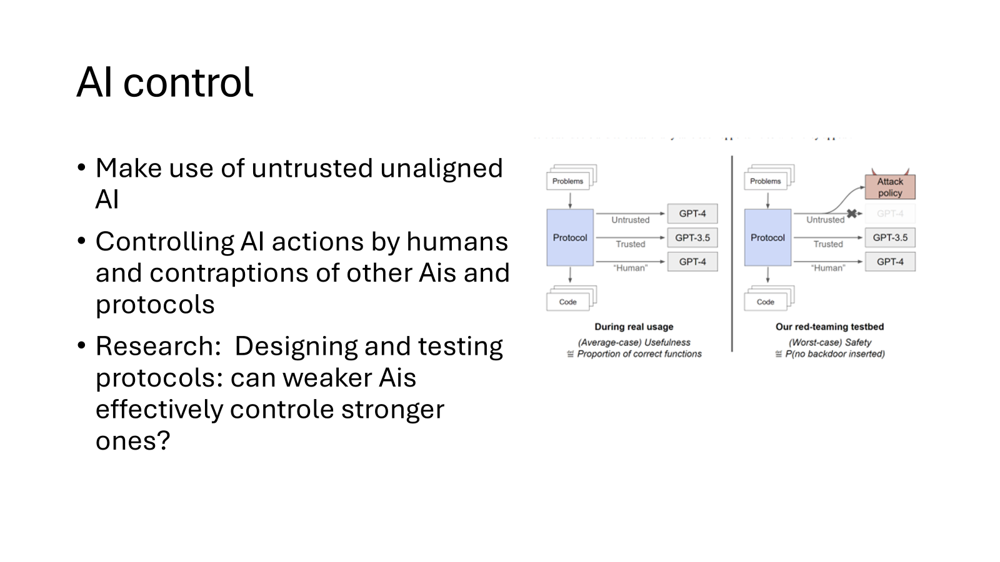 AI control
• Make use of untrusted unaligned
AI
• Controlling AI actions by humans
and contraptions of other Ais and
protocols
• Research:  Designing and testing
protocols: can weaker Ais
effectively controle stronger
ones?
Problems
Protocol
Untrusted
GPT-4
Trusted
GPT-3.5
"Human"
GPT-4
Code
During real usage
(Average-case) Usefulness
≝ Proportion of correct functions
Problems
Attack
policy
Protocol
Untrusted
GPT-4
Trusted
GPT-3.5
"Human"
GPT-4
Code
Our red-teaming testbed
(Worst-case) Safety
≝ P(no backdoor inserted)